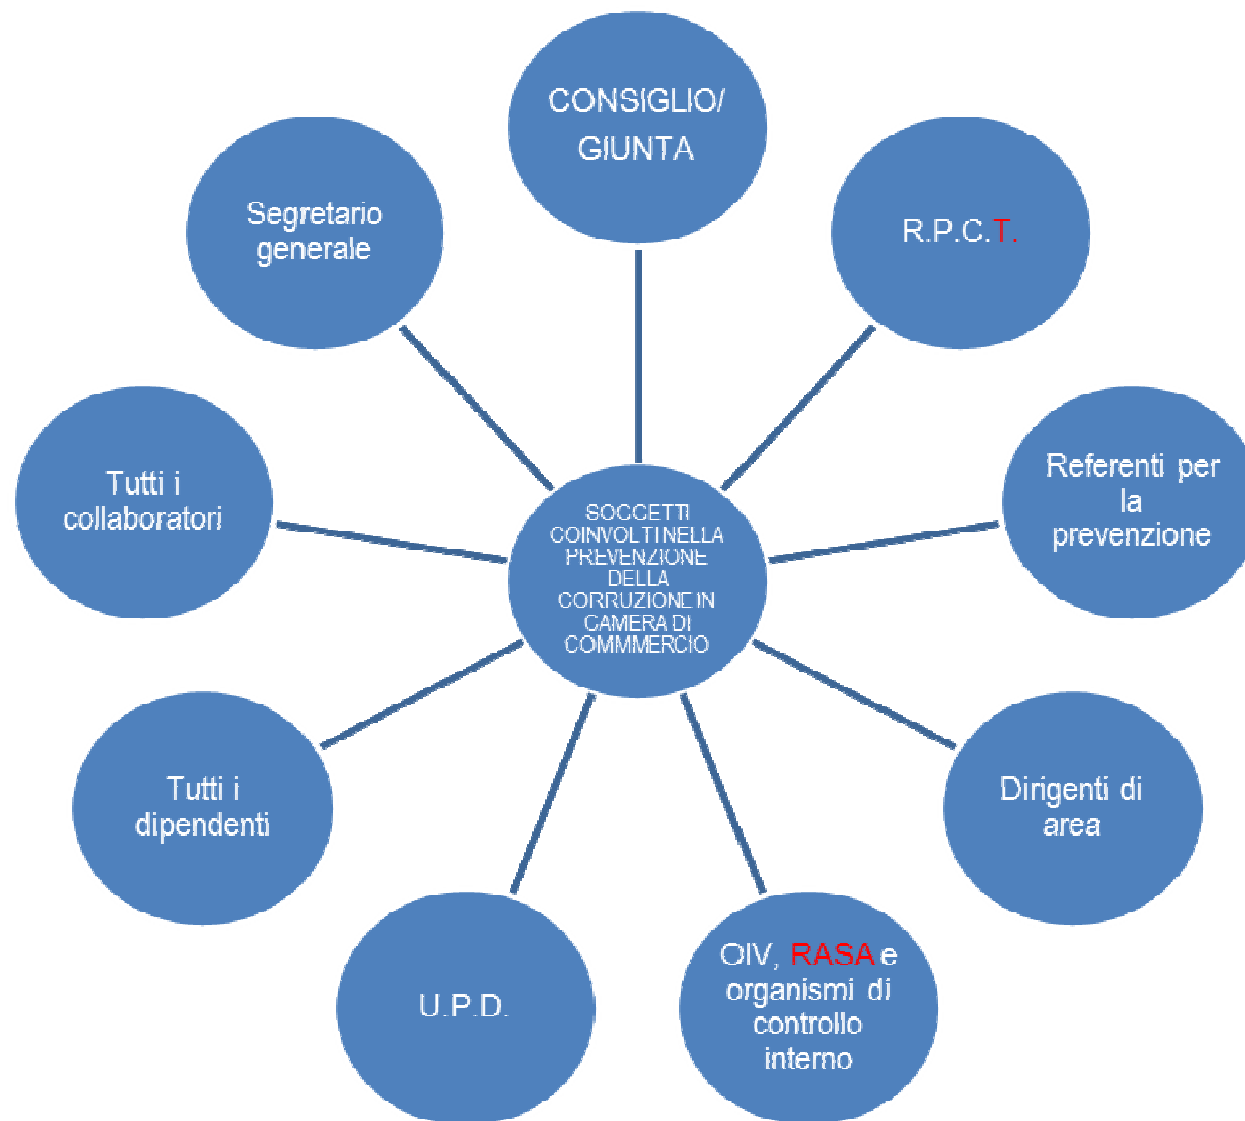 CONSIGLIO/
GIUNTA
R.P.C.T.
Referenti per
la
prevenzione
Dirigenti di
area
OIV, RASA e
organismi di
controllo
interno
U.P.D.
Tutti i
dipendenti
Tutti i
collaboratori
Segretario
generale
SOGGETTI
COINVOLTI NELLA
PREVENZIONE
DELLA
CORRUZIONE IN
CAMERA DI
COMMMERCIO